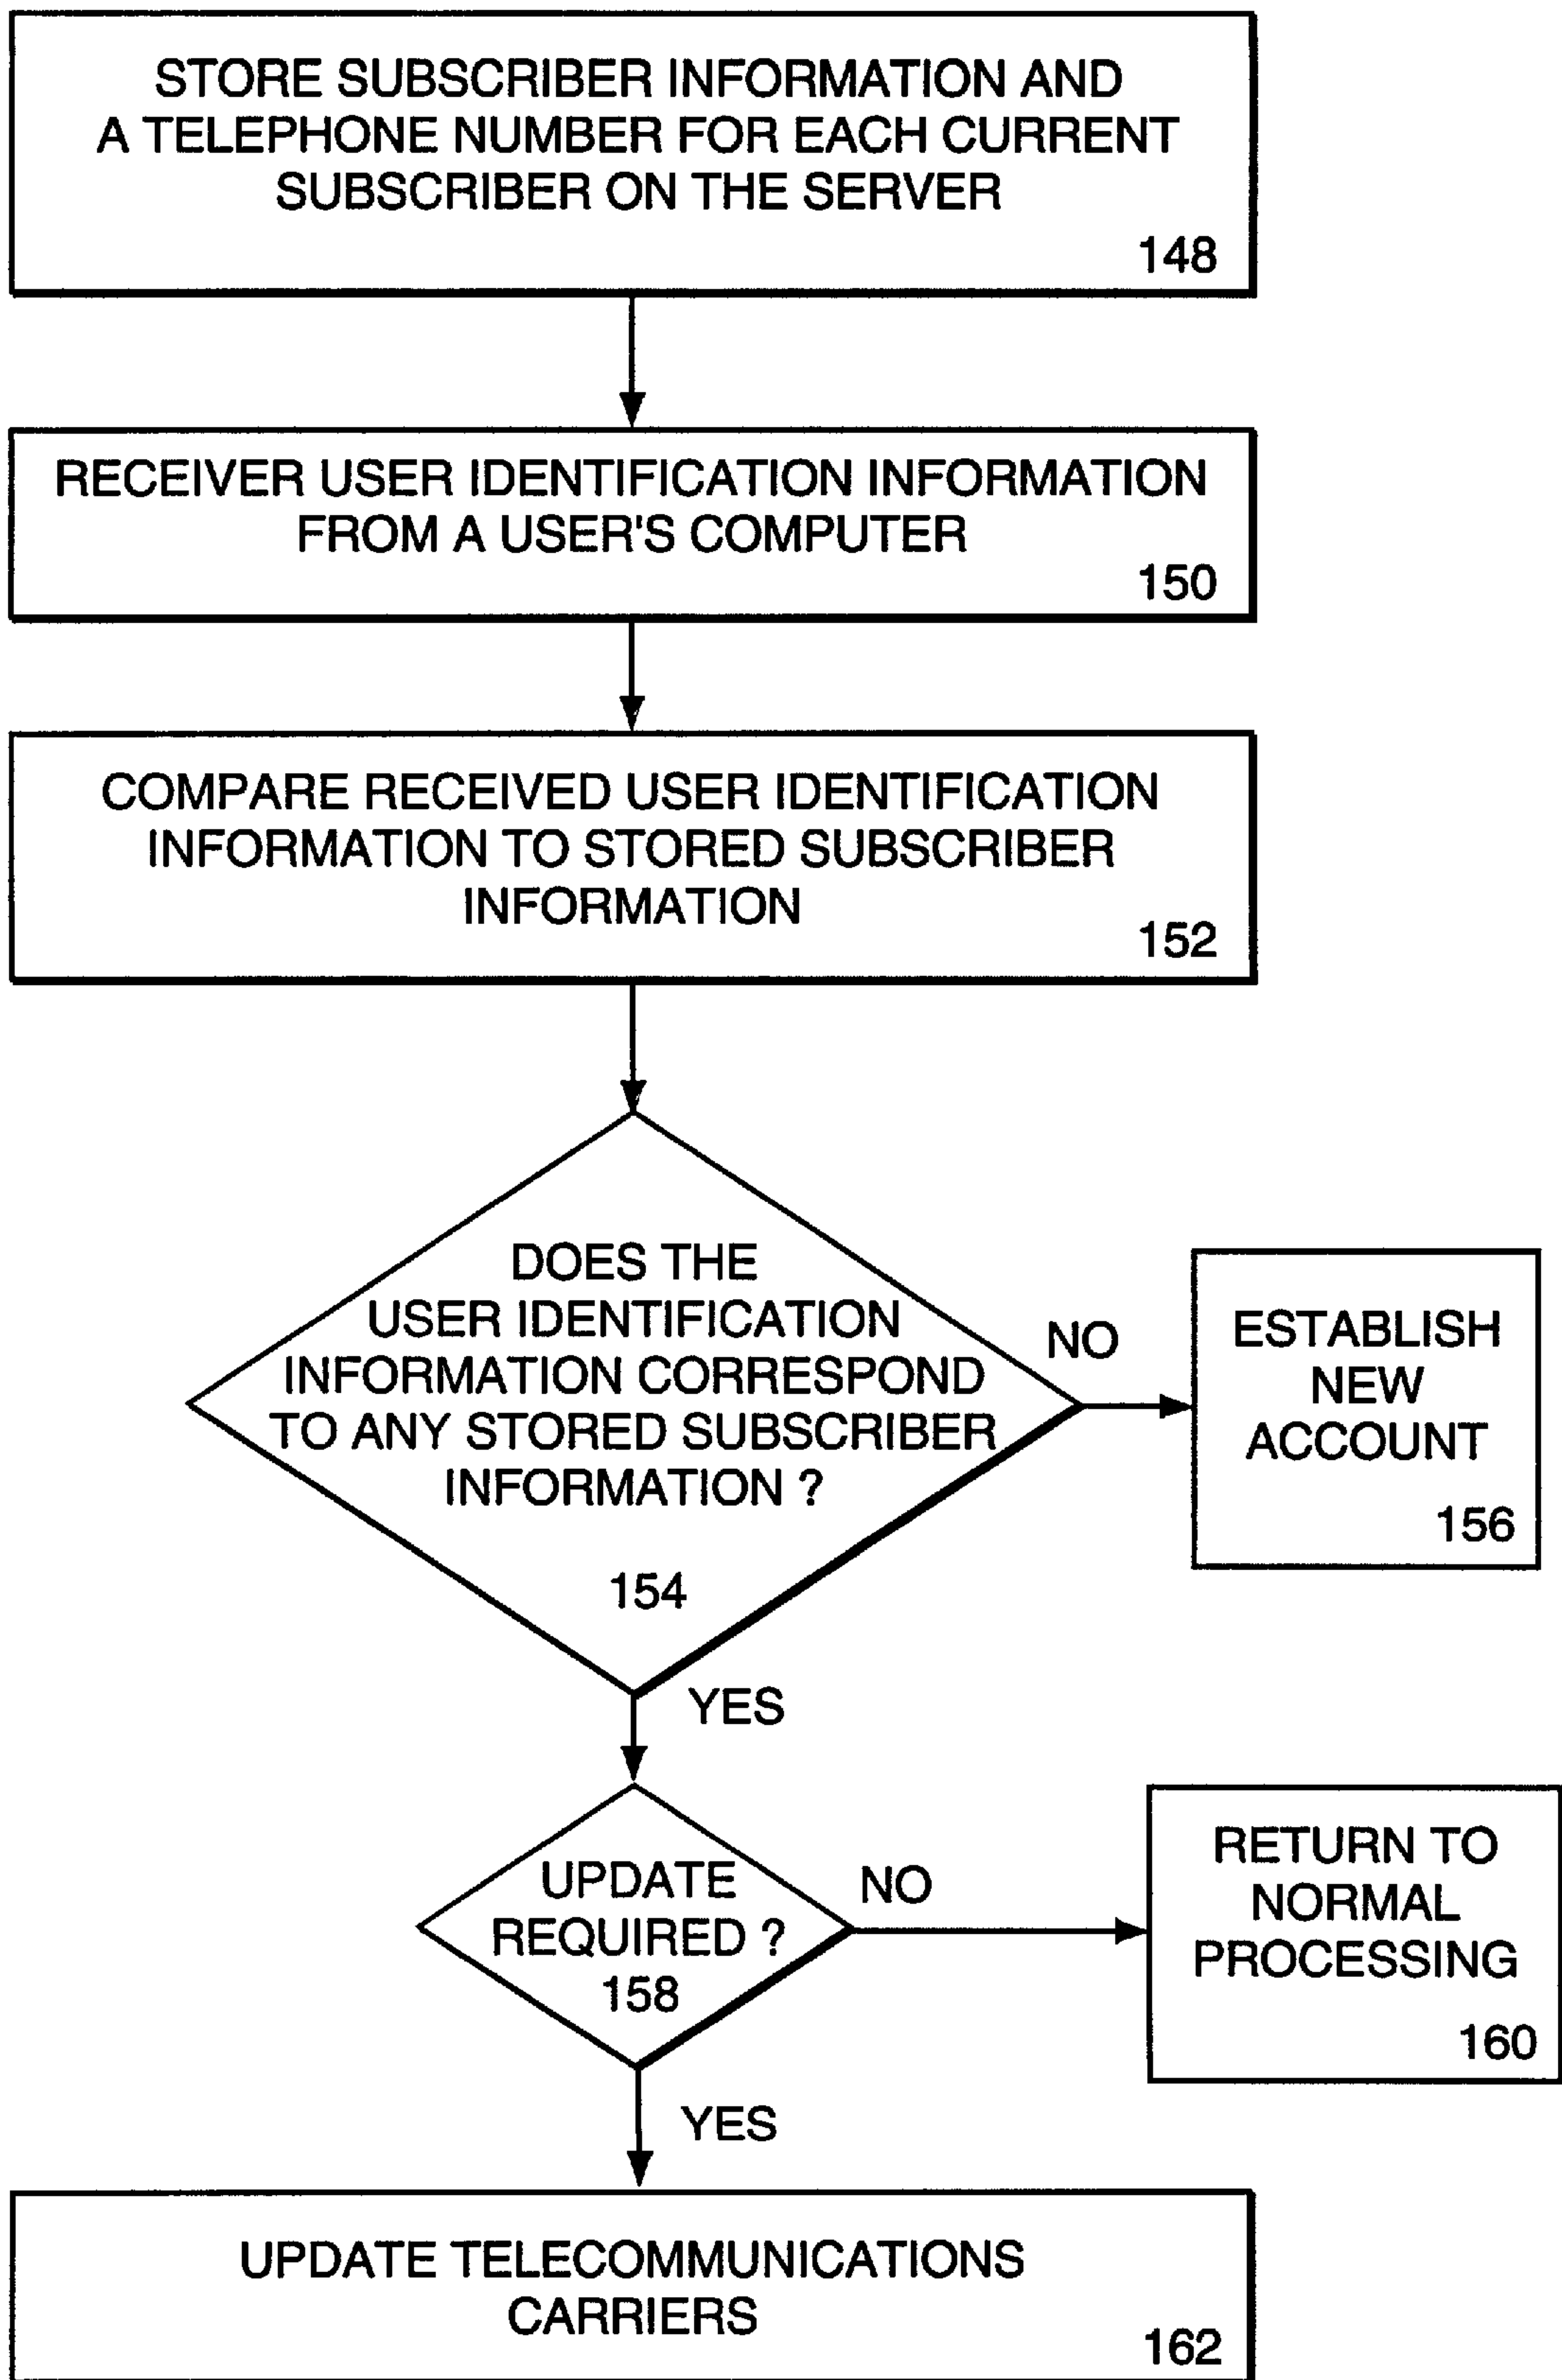 STORE SUBSCRIBER INFORMATION AND
A TELEPHONE NUMBER FOR EACH CURRENT
SUBSCRIBER ON THE SERVER
148
RECEIVER USER IDENTIFICATION INFORMATION
FROM A USER'S COMPUTER
150
COMPARE RECEIVED USER IDENTIFICATION
INFORMATION TO STORED SUBSCRIBER
INFORMATION
152
DOES THE
USER IDENTIFICATION
INFORMATION CORRESPOND
TO ANY STORED SUBSCRIBER
INFORMATION ?
154
NO
ESTABLISH
NEW
ACCOUNT
156
YES
UPDATE
REQUIRED ?
158
NO
RETURN TO
NORMAL
PROCESSING
160
YES
UPDATE TELECOMMUNICATIONS
CARRIERS
162